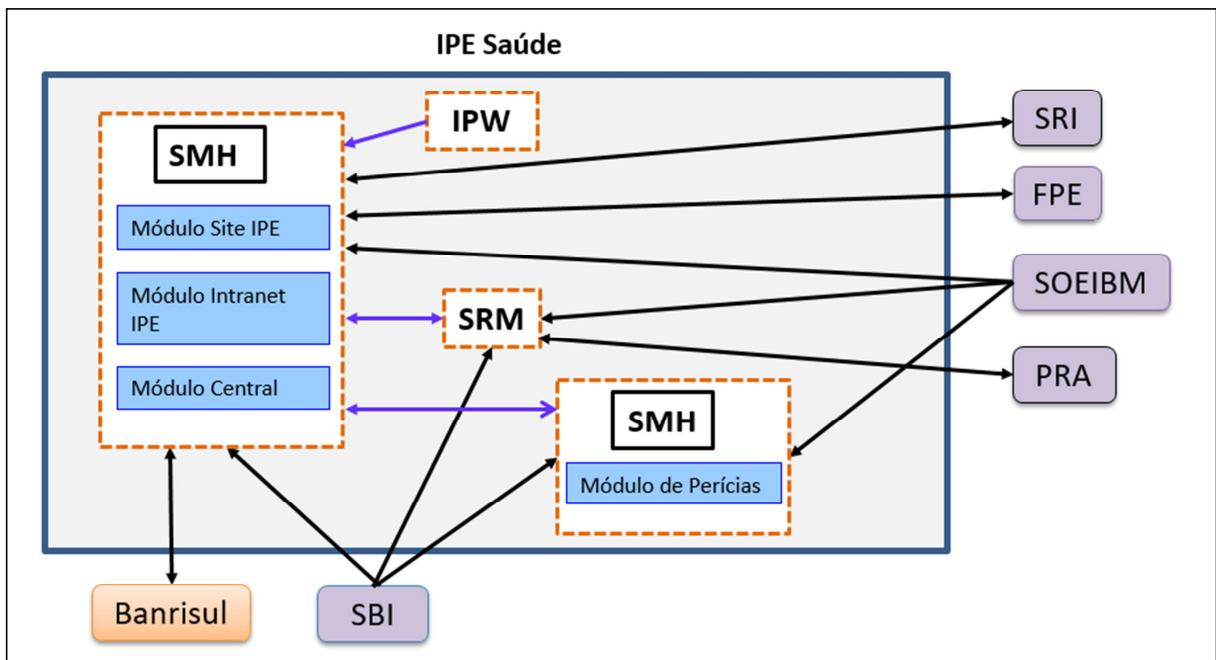 IPE Saúde
IPW
SMH
Módulo Site IPE
Módulo Intranet
IPE
Módulo Central
SRM
SMH
Módulo de Perícias
SRI
FPE
SOEIBM
PRA
Banrisul
SBI